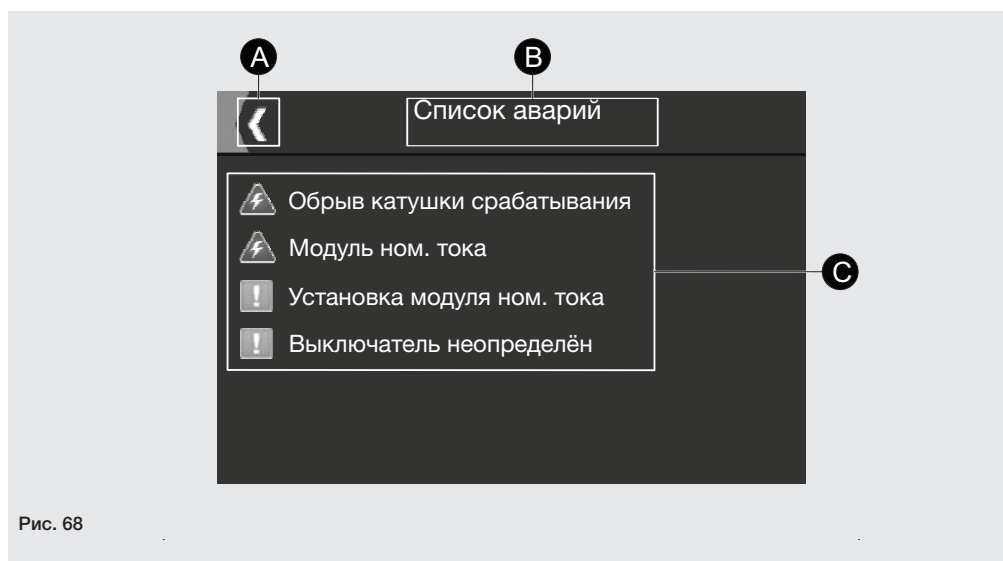 A
B
Список аварий
Обрыв катушки срабатывания
Модуль ном. тока
C
Установка модуля ном. тока
Выключатель неопределён
Рис. 68